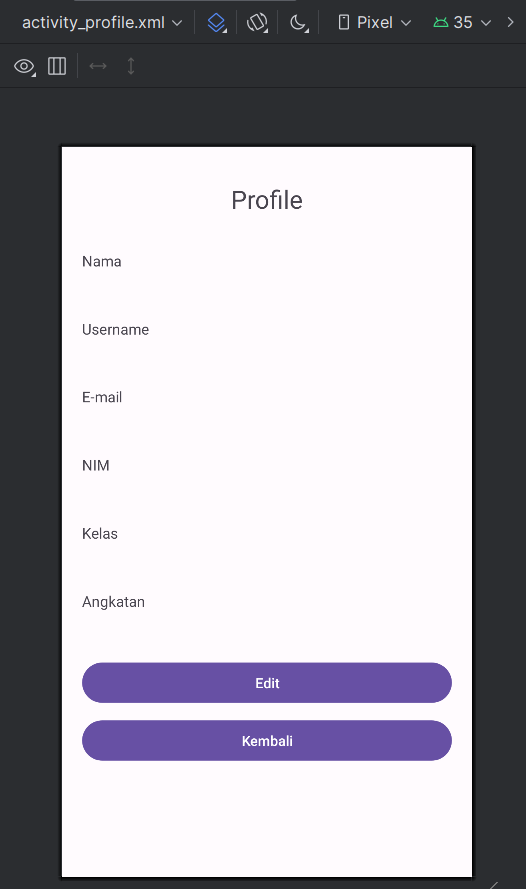 activity_profile.xml Pixel 35
Profile
Nama
Username
E-mail
NIM
Kelas
Angkatan
Edit
Kembali